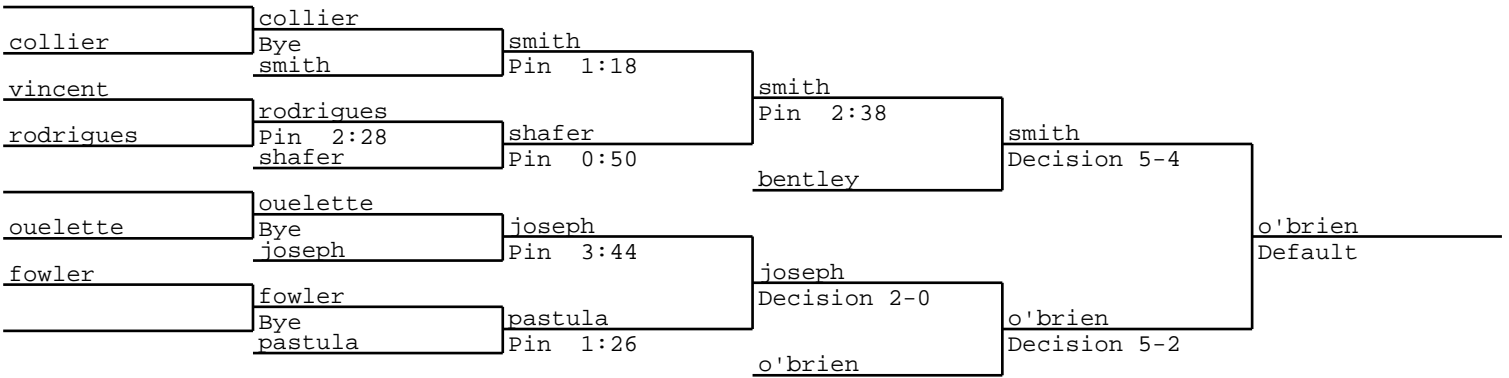 collier
collier
Bye
smith
smith
Pin 1:18
vincent
rodrigues
rodrigues
Pin 2:28
shafer
shafer
Pin 0:50
smith
Pin 2:38
bentley
smith
Decision 5-4
ouelette
ouelette
Bye
joseph
joseph
Pin 3:44
fowler
fowler
Bye
pastula
pastula
Pin 1:26
joseph
Decision 2-0
o'brien
o'brien
Decision 5-2
o'brien
Default